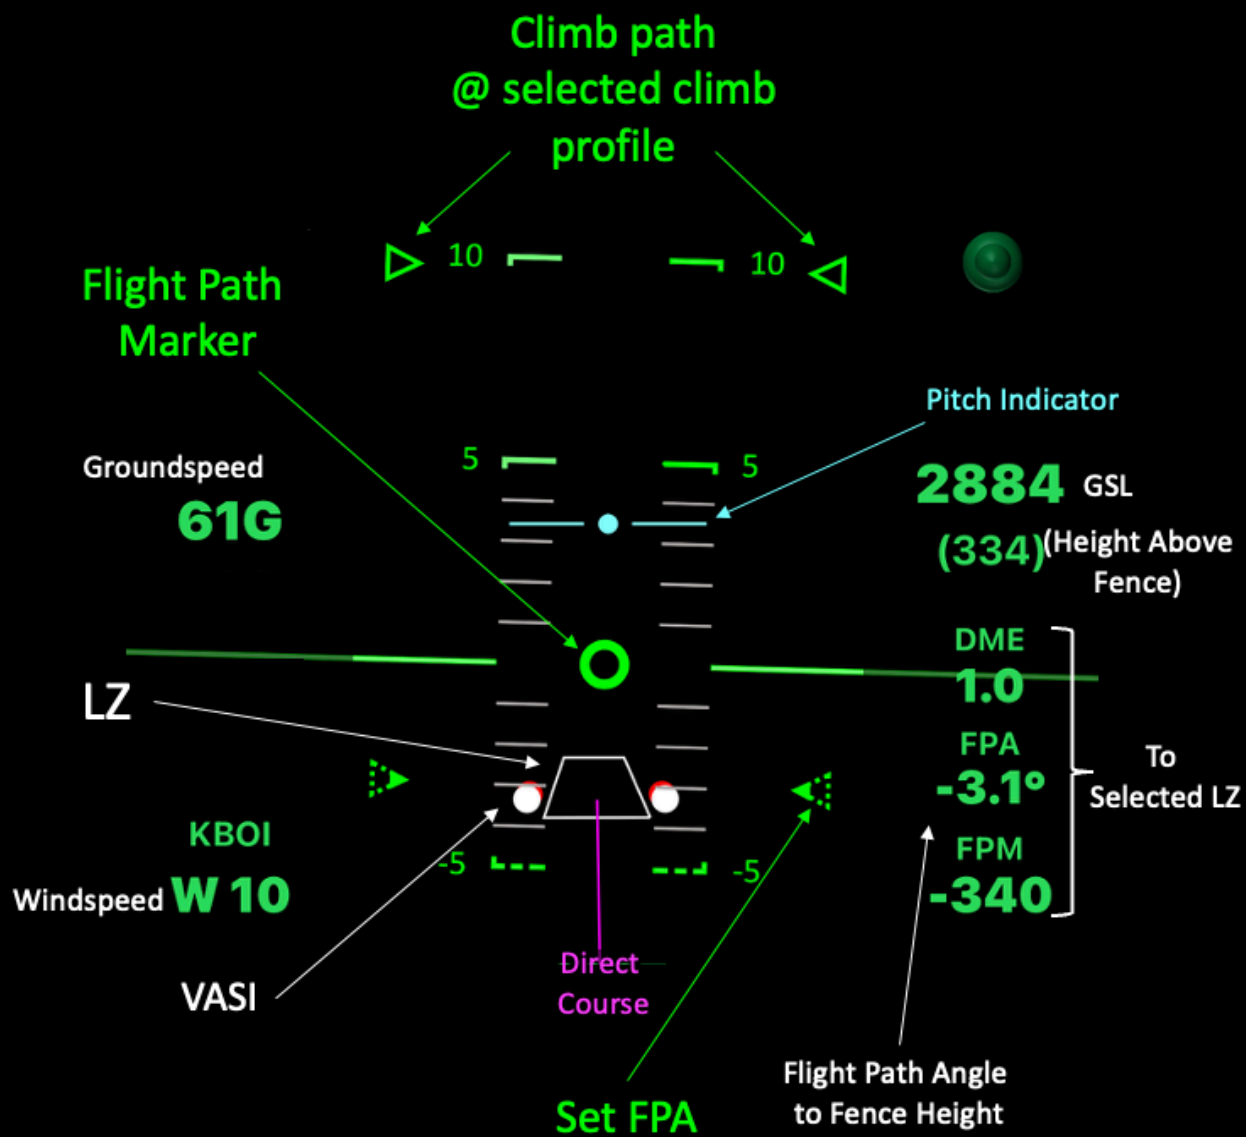 Climb path
@ selected climb
profile
10
10
Flight Path
Marker
Pitch Indicator
5
5
Groundspeed
61G
2884 GSL
(334) (Height Above
Fence)
DME
1.0
LZ
FPA
-3.1°
To
Selected LZ
KBOI
FPM
-340
-5
-5
Windspeed W 10
Direct
Course
VASI
Flight Path Angle
to Fence Height
Set FPA